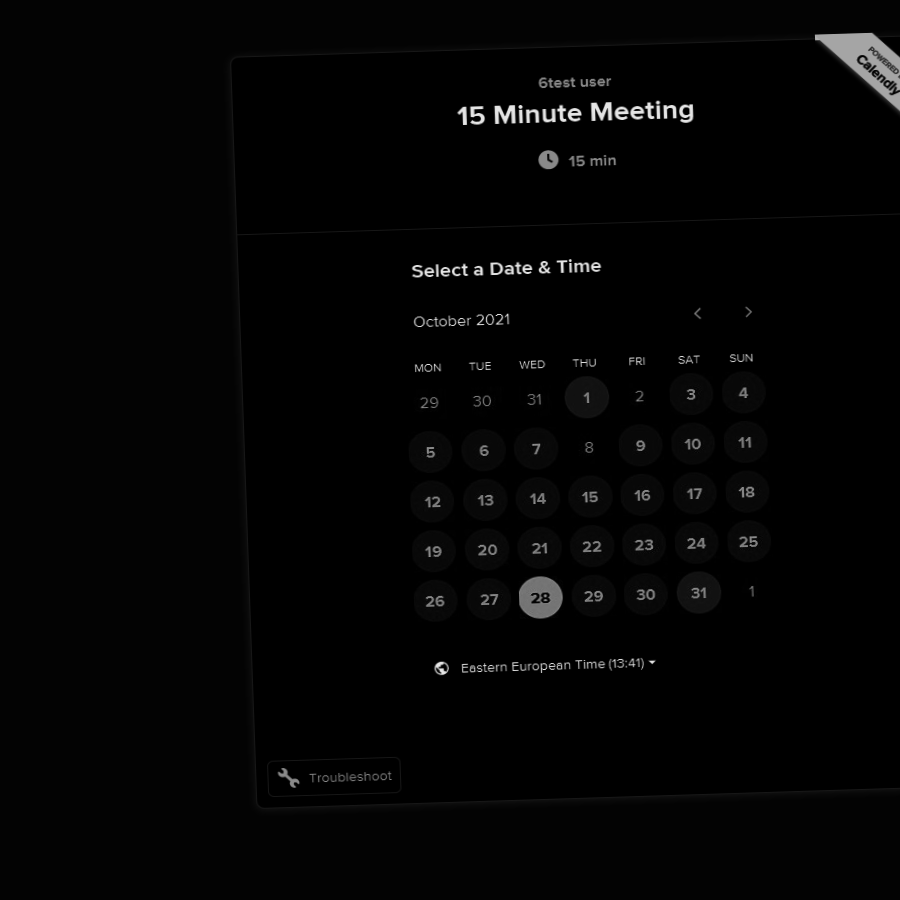 POWERED
Calendly
6test user
15 Minute Meeting
15 min
Select a Date & Time
October 2021
MON TUE WED THU FRI SAT SUN
29 30 31 1 2 3 4
5 6 7 8 9 10 11
12 13 14 15 16 17 18
19 20 21 22 23 24 25
26 27 28 29 30 31 1
Eastern European Time (13:41)
Troubleshoot